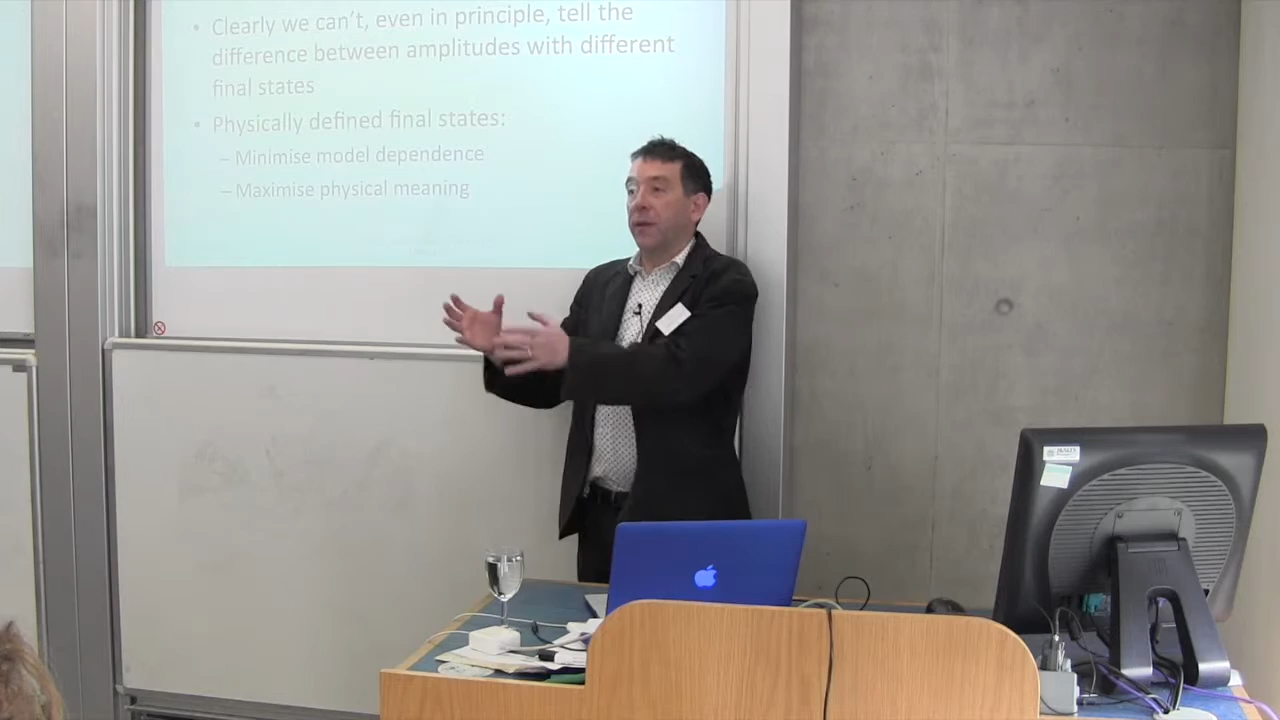 • Clearly we can't, even in principle, tell the
difference between amplitudes with different
final states
• Physically defined final states:
– Minimise model dependence
– Maximise physical meaning